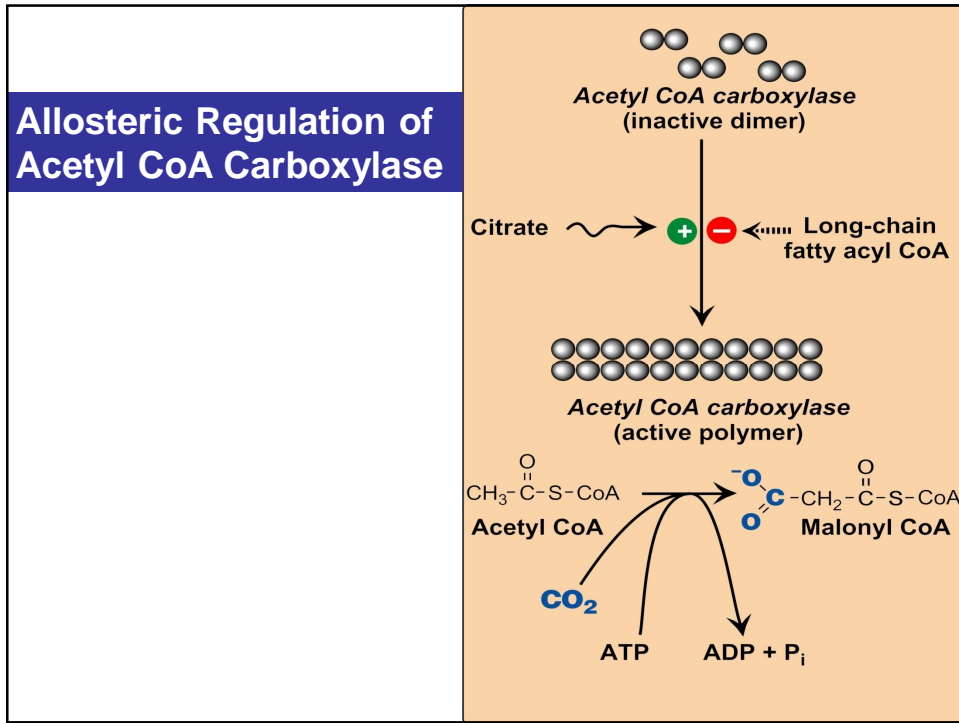 Allosteric Regulation of
Acetyl CoA Carboxylase
Acetyl CoA carboxylase
(inactive dimer)
Citrate
+
−
Long-chain
fatty acyl CoA
Acetyl CoA carboxylase
(active polymer)
O
CH₃–C–S–CoA
Acetyl CoA
⁻O
O
C–CH₂–C–S–CoA
O
Malonyl CoA
CO₂
ATP
ADP + Pᵢ